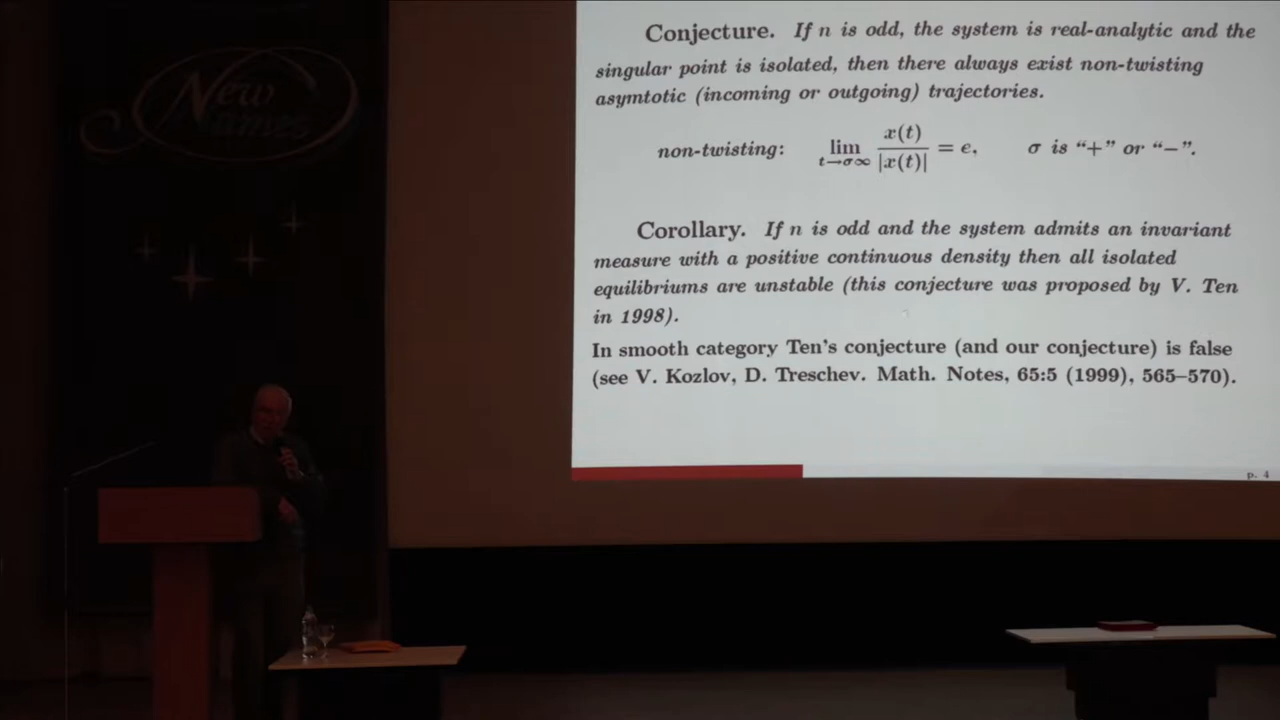 New
Names
Conjecture. If n is odd, the system is real-analytic and the
singular point is isolated, then there always exist non-twisting
asymtotic (incoming or outgoing) trajectories.
non-twisting: lim t→σ∞ x(t)/|x(t)| = e, σ is “+” or “−”.
Corollary. If n is odd and the system admits an invariant
measure with a positive continuous density then all isolated
equilibriums are unstable (this conjecture was proposed by V. Ten
in 1998).
In smooth category Ten’s conjecture (and our conjecture) is false
(see V. Kozlov, D. Treschev. Math. Notes, 65:5 (1999), 565–570).
p. 4